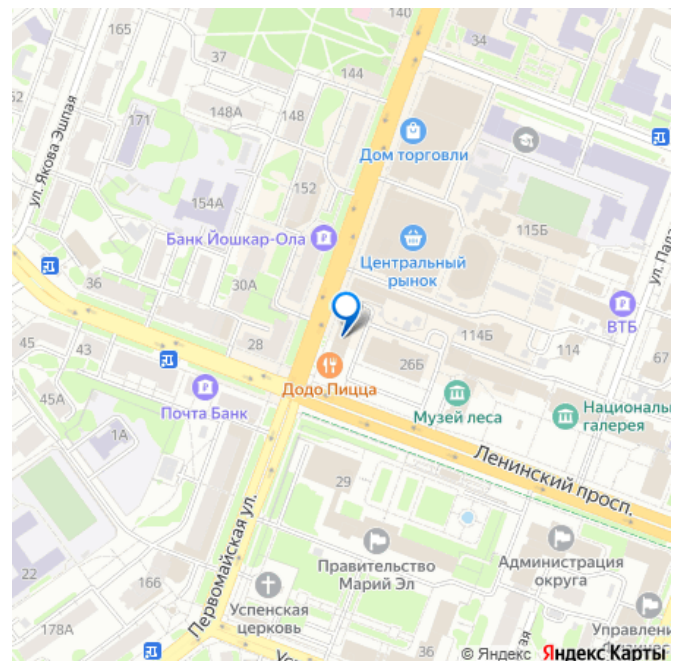 140
165
34
37
144
52
148А
148
171
ул. Якова Эшпая
Дом торговли
152
154А
115Б
Банк Йошкар-Ола
ул. Пала
Центральный
рынок
36
30А
ВТБ
45
43
28
114Б
114
26Б
67
Додо Пицца
45А
Почта Банк
Музей леса
Националь
галерея
1А
Ленинский просп.
29
Первомайская ул.
Правительство
Марий Эл
Администрация
округа
22
166
Успенская
церковь
Управлени
178А
36
© Яндекс Яндекс Карты